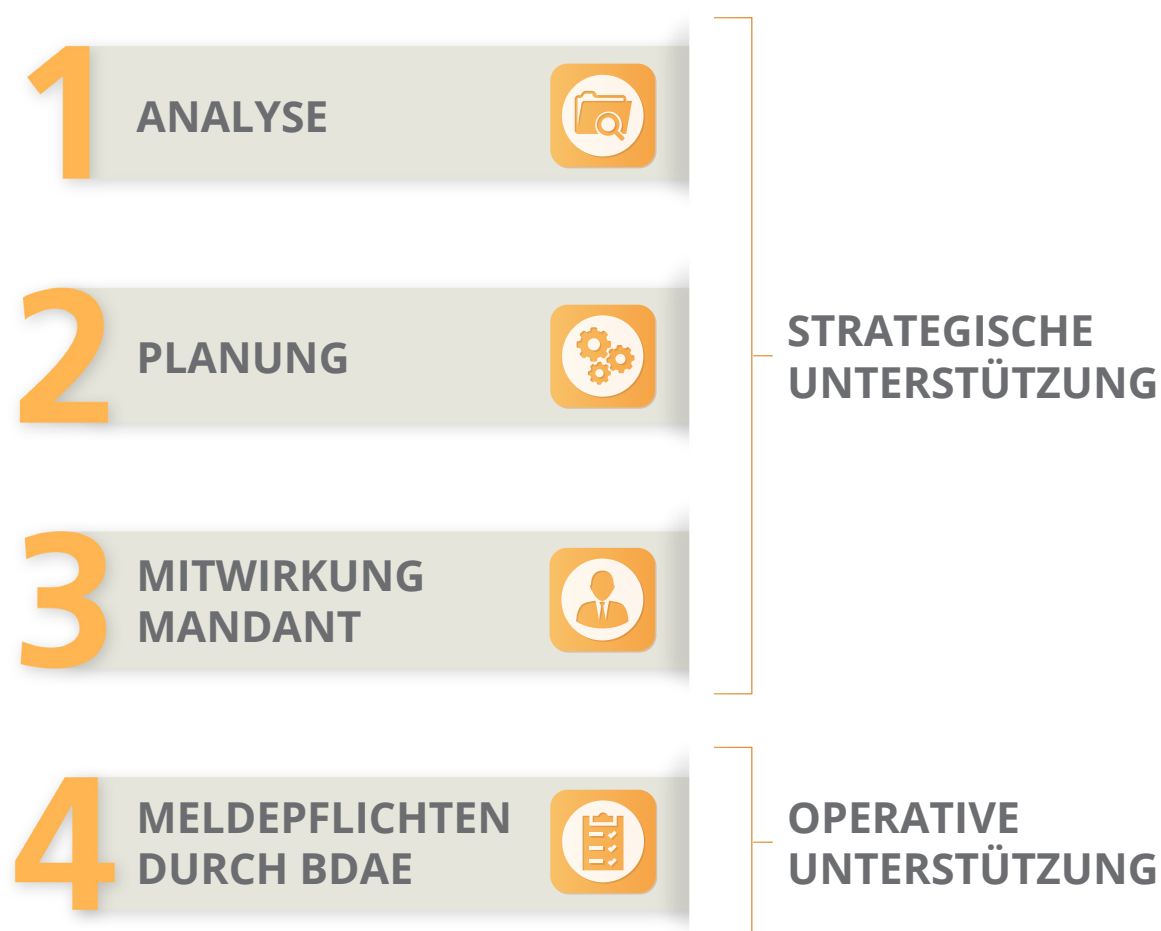 1
ANALYSE
2
PLANUNG
STRATEGISCHE
UNTERSTÜTZUNG
3
MITWIRKUNG
MANDANT
4
MELDEPFLICHTEN
DURCH BDAE
OPERATIVE
UNTERSTÜTZUNG